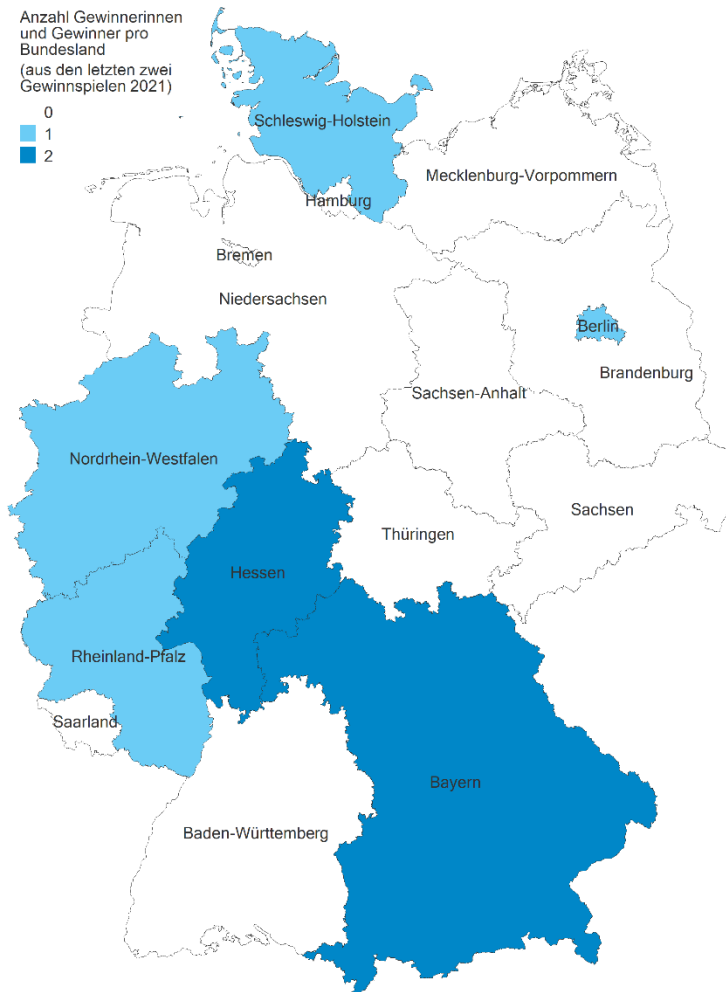 Anzahl Gewinnerinnen
und Gewinner pro
Bundesland
(aus den letzten zwei
Gewinnspielen 2021)
0
1
2
Schleswig-Holstein
Mecklenburg-Vorpommern
Hamburg
Bremen
Niedersachsen
Berlin
Brandenburg
Sachsen-Anhalt
Nordrhein-Westfalen
Sachsen
Thüringen
Hessen
Rheinland-Pfalz
Saarland
Bayern
Baden-Württemberg